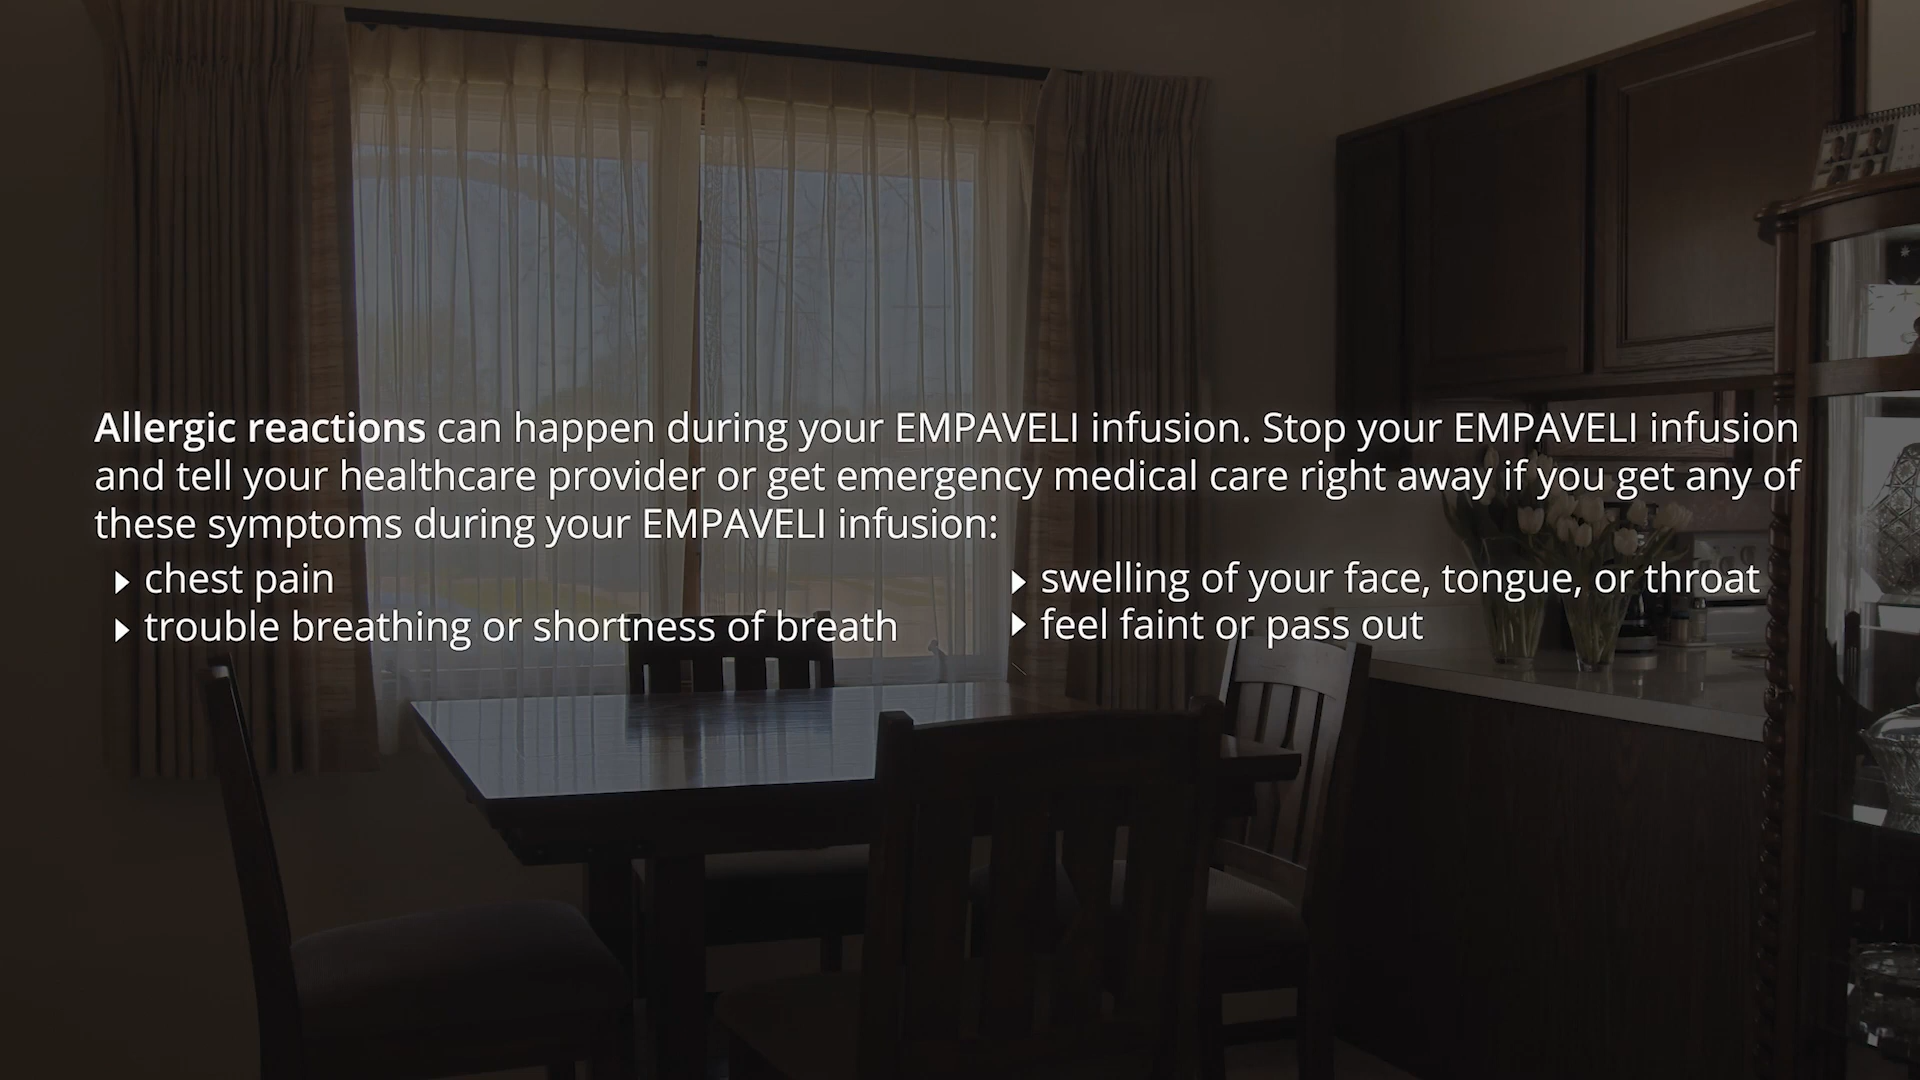 Allergic reactions can happen during your EMPAVELI infusion. Stop your EMPAVELI infusion
and tell your healthcare provider or get emergency medical care right away if you get any of
these symptoms during your EMPAVELI infusion:
chest pain
trouble breathing or shortness of breath
swelling of your face, tongue, or throat
feel faint or pass out